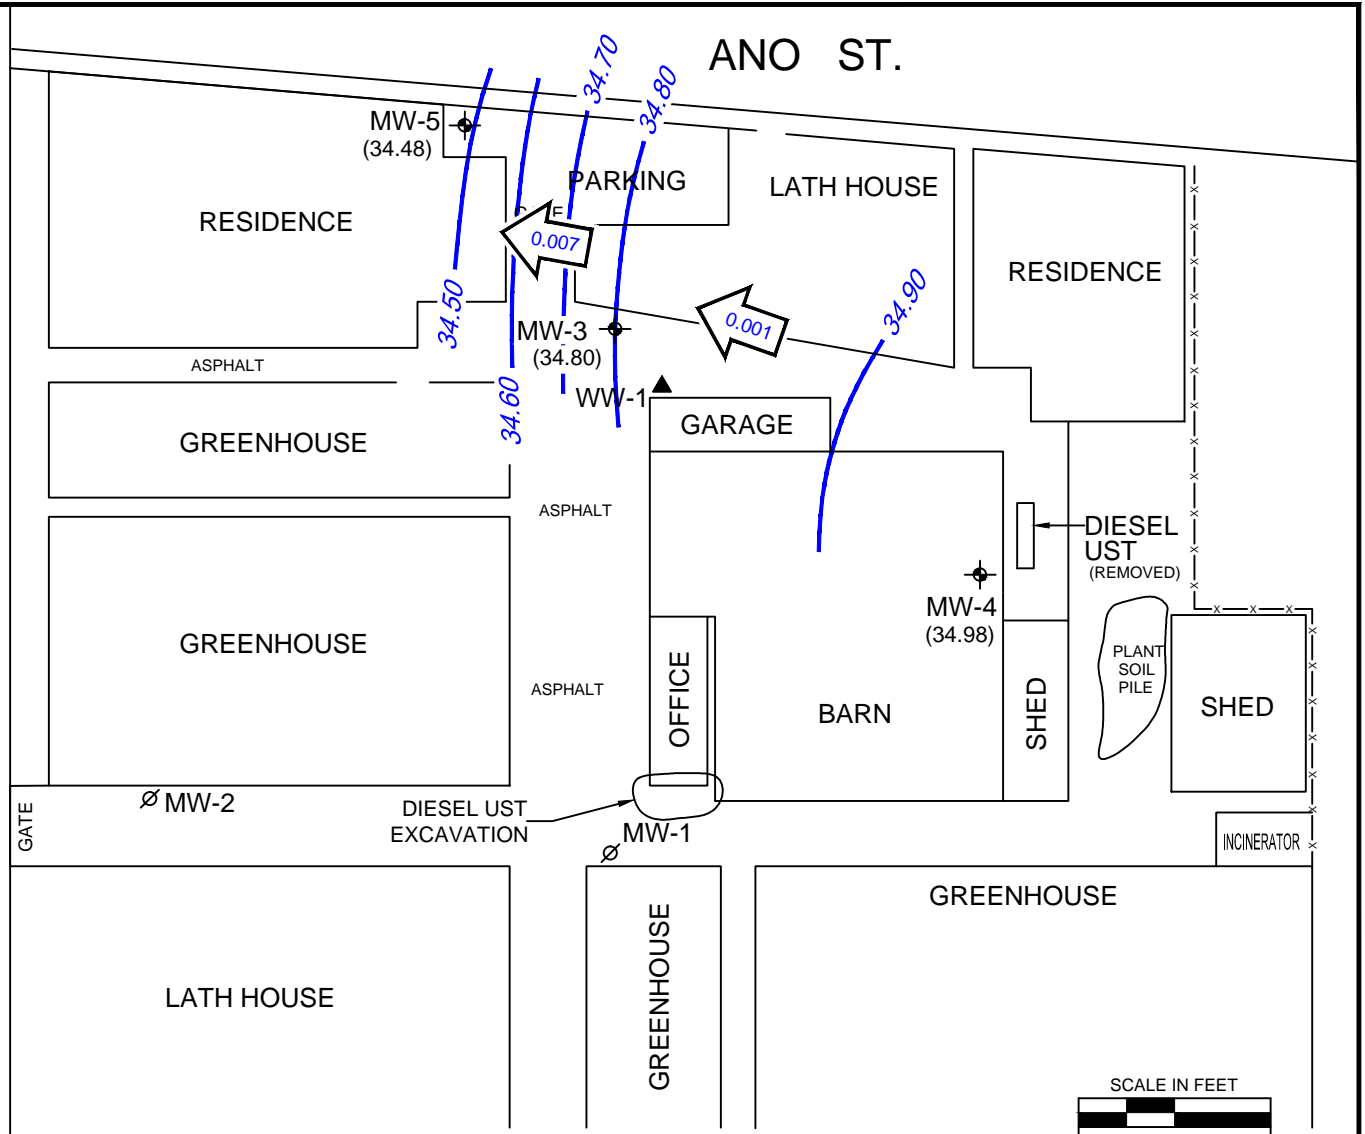 ANO ST.
34.70
34.80
MW-5
(34.48)
PARKING
LATH HOUSE
RESIDENCE
0.007
RESIDENCE
34.50
34.90
0.001
MW-3
(34.80)
ASPHALT
34.60
WW-1
GARAGE
GREENHOUSE
ASPHALT
DIESEL
UST
(REMOVED)
MW-4
(34.98)
GREENHOUSE
PLANT
SOIL
PILE
ASPHALT
OFFICE
BARN
SHED
SHED
MW-2
GATE
DIESEL UST
EXCAVATION
MW-1
INCINERATOR
GREENHOUSE
GREENHOUSE
LATH HOUSE
SCALE IN FEET